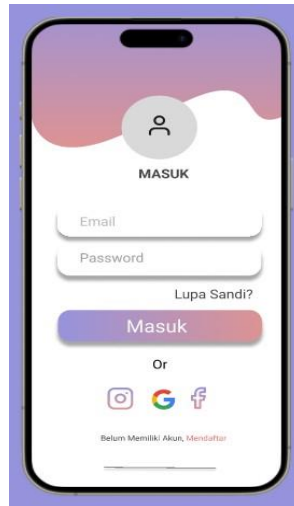 MASUK
Email
Password
Lupa Sandi?
Masuk
Or
Belum Memiliki Akun, Mendaftar